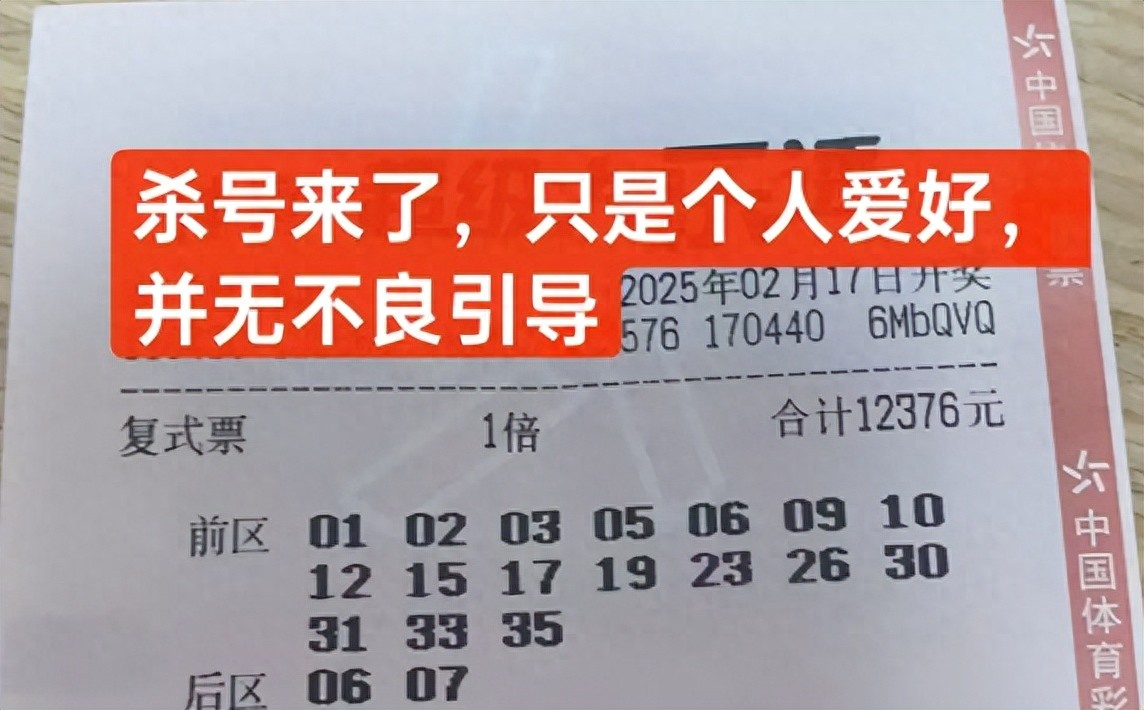 杀号来了，只是个人爱好，
并无不良引导
2025年02月17日开奖
576 170440 6MbQVQ
复式票 1倍 合计12376元
前区 01 02 03 05 06 09 10
12 15 17 19 23 26 30
31 33 35
后区 06 07
中国
票
中国体育彩